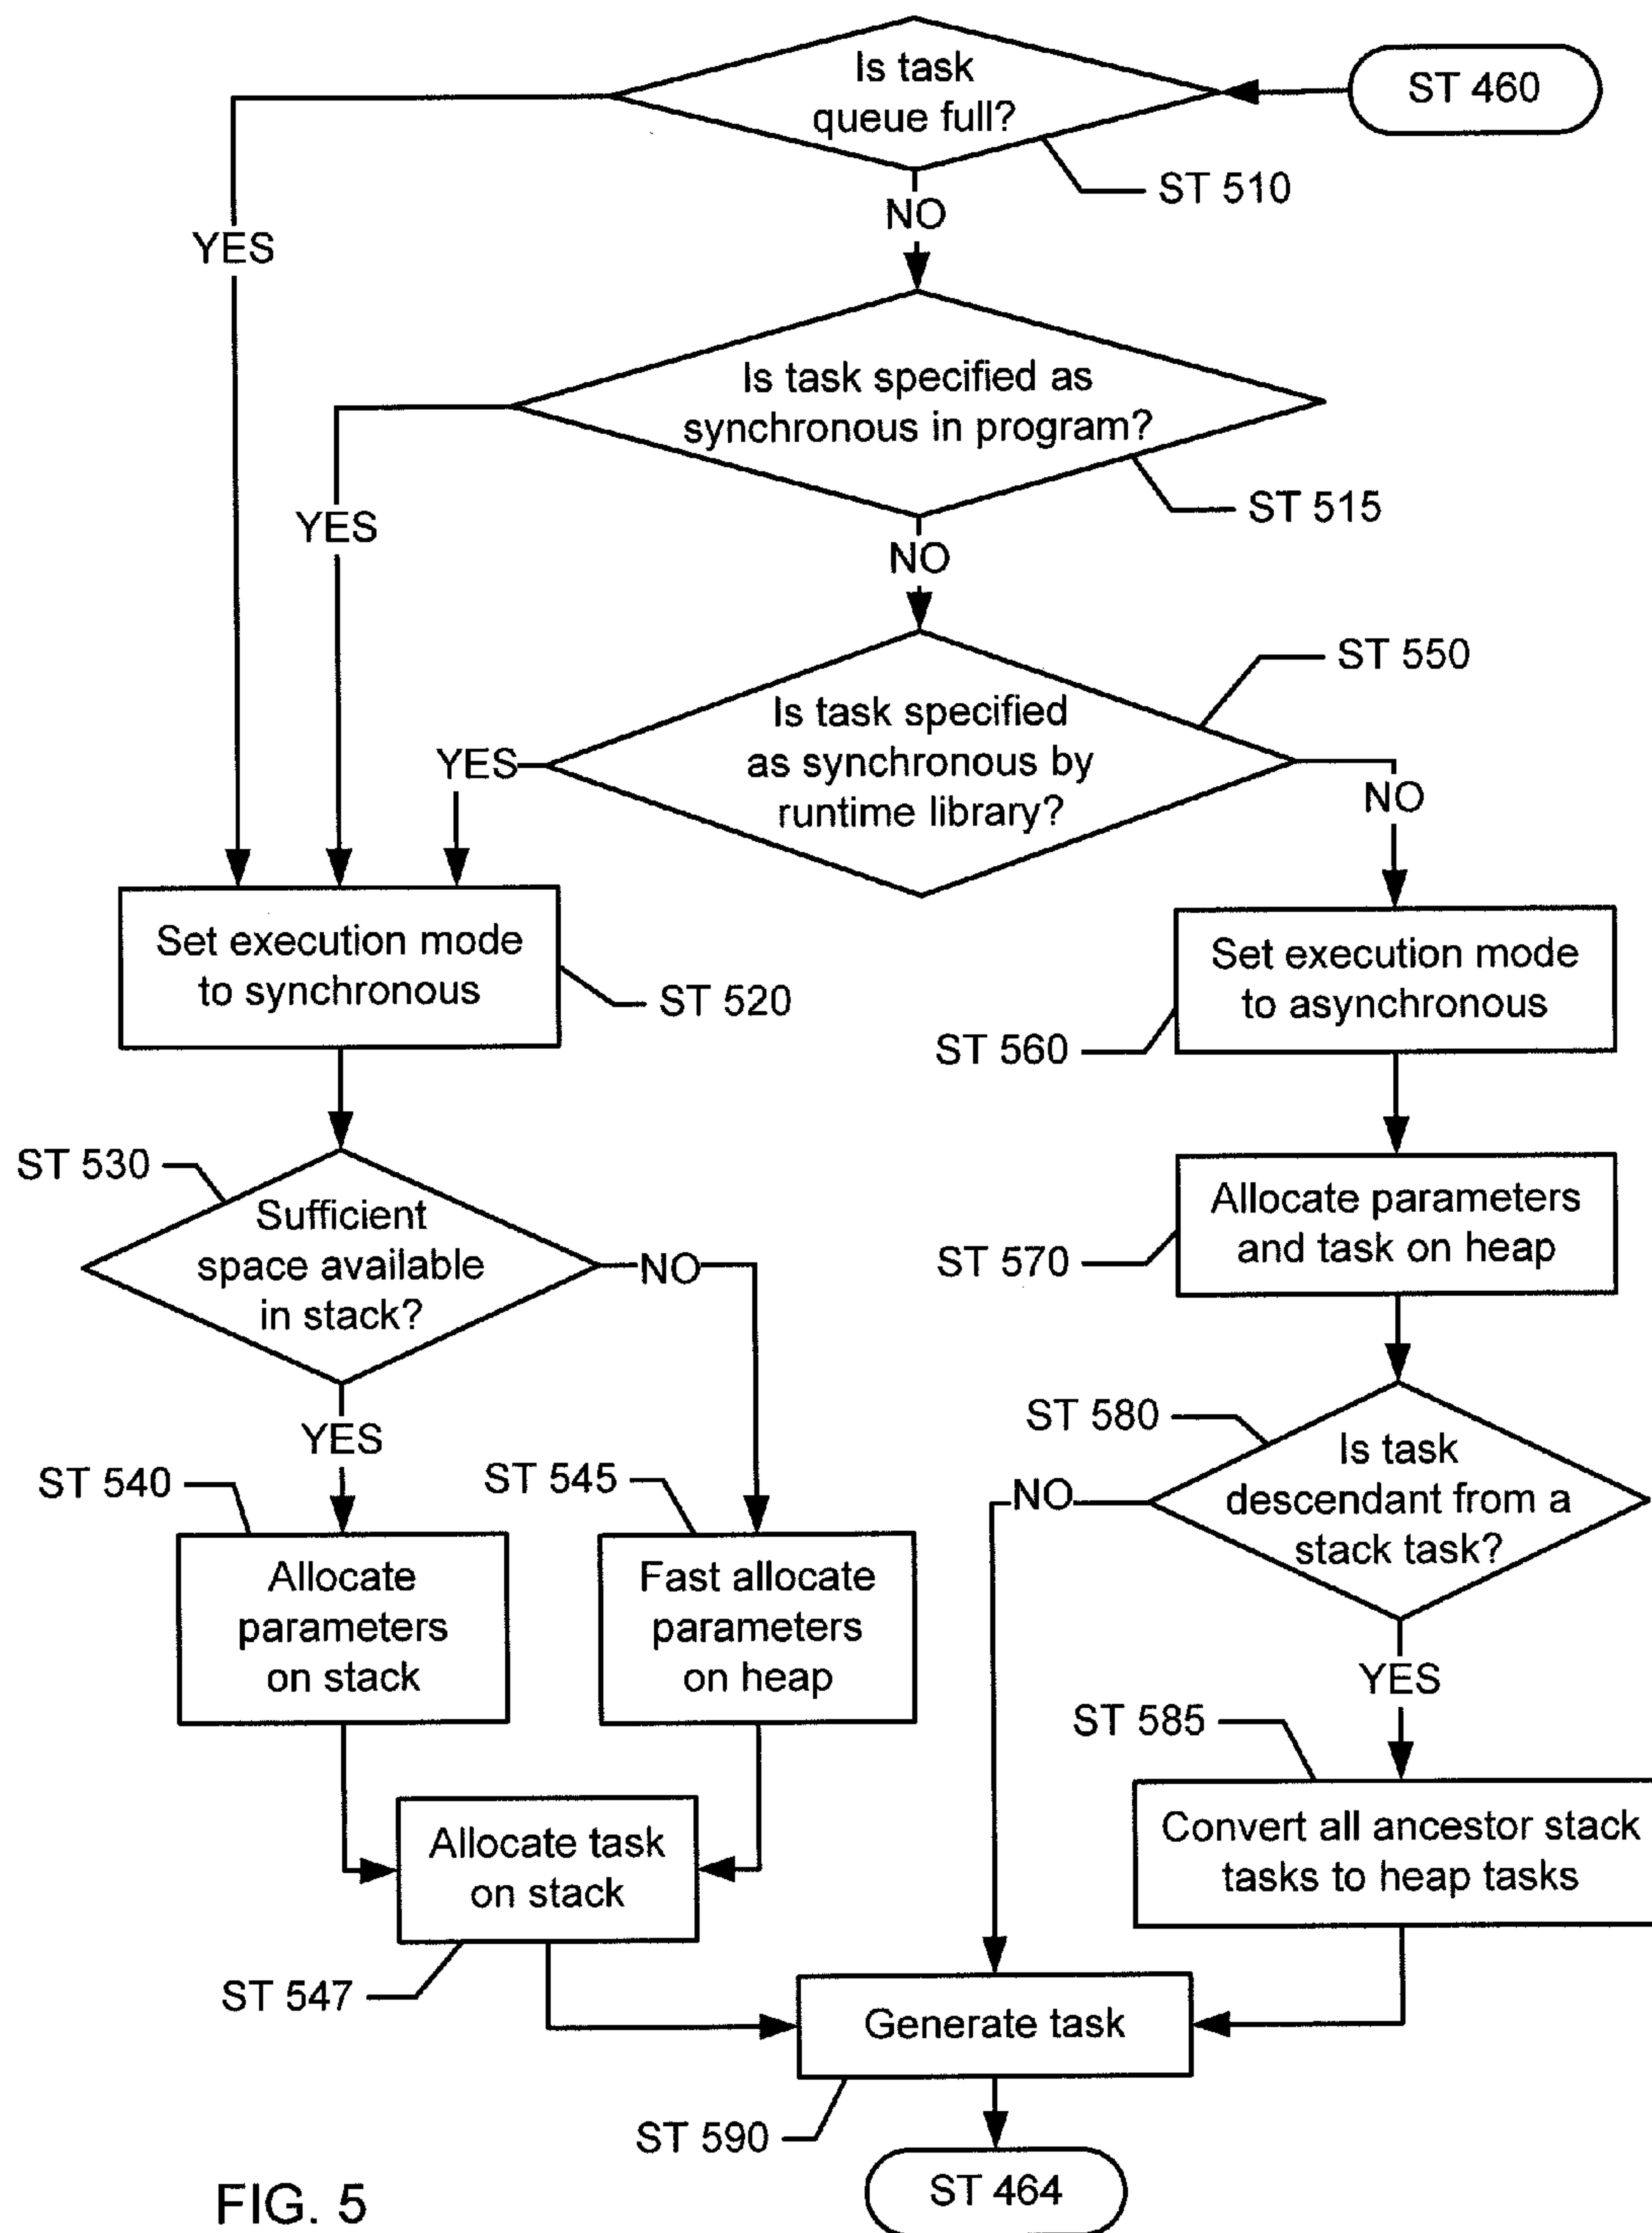 Is task
queue full?
ST 460
ST 510
NO
YES
Is task specified as
synchronous in program?
ST 515
YES
NO
ST 550
Is task specified
as synchronous by
runtime library?
YES
NO
Set execution mode
to synchronous
ST 520
Set execution mode
to asynchronous
ST 560
ST 530
Sufficient
space available
in stack?
NO
YES
Allocate parameters
and task on heap
ST 570
ST 580
Is task
descendant from a
stack task?
NO
YES
ST 540
ST 545
Allocate
parameters
on stack
Fast allocate
parameters
on heap
ST 585
Convert all ancestor stack
tasks to heap tasks
Allocate task
on stack
ST 547
Generate task
ST 590
ST 464
FIG. 5